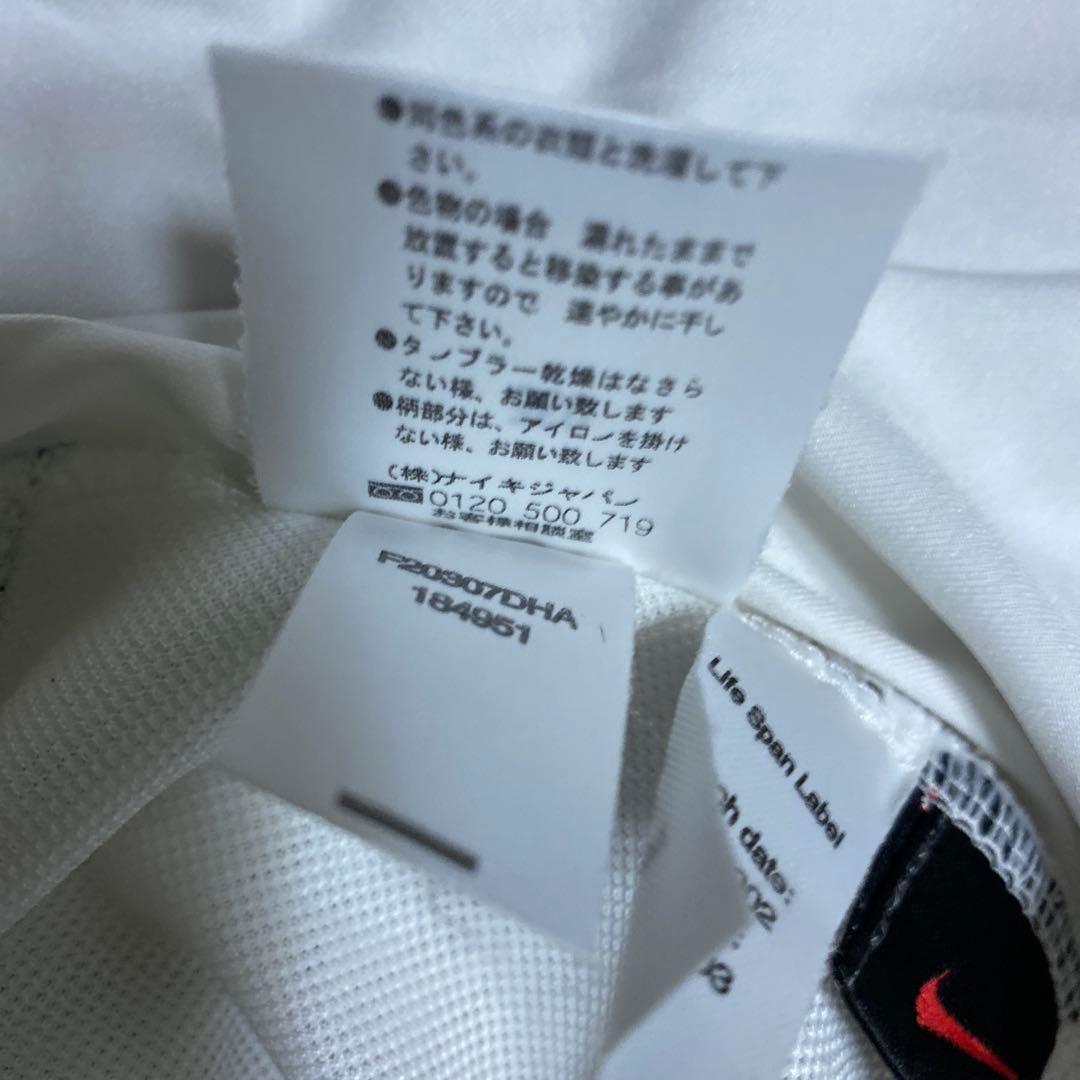 ●同色系の衣類と洗濯して下
さい。
●色物の場合　濡れたままで
放置すると移染する事があ
りますので　速やかに干し
て下さい。
●タンブラー乾燥はなさら
ない様、お願い致します
●柄部分は、アイロンを掛け
ない様、お願い致します
(株)ナイキジャパン
0120 500 719
お客様相談室
F20307DHA
184951
Life Span Label
ch date: